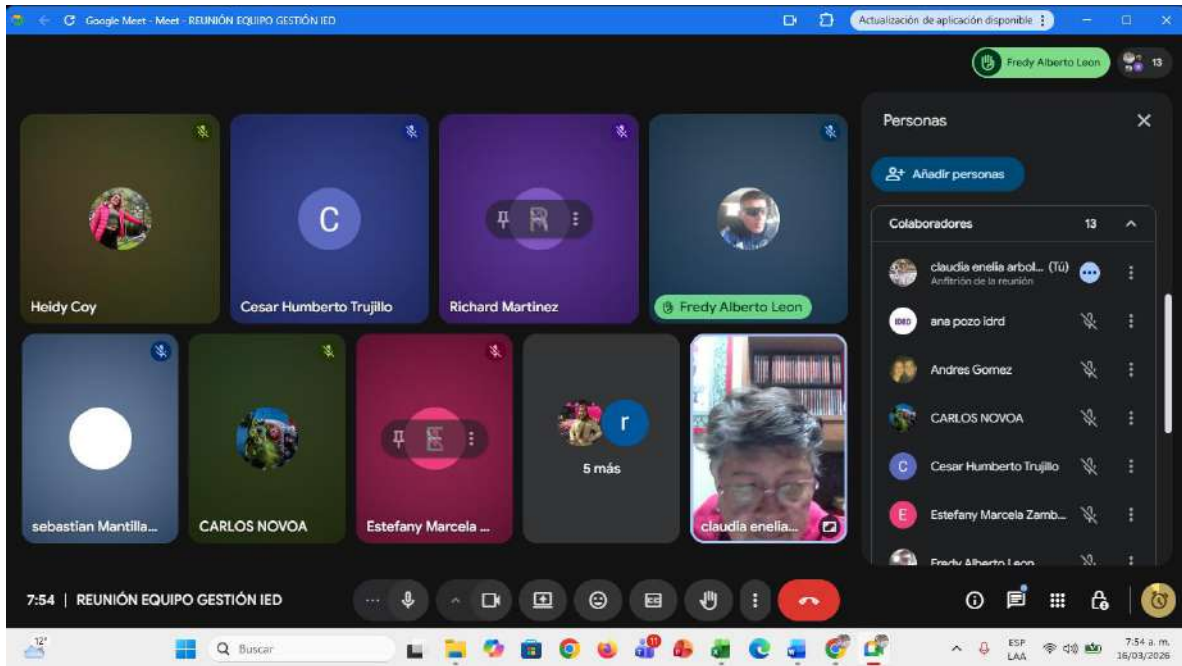 Google Meet - Meet - REUNIÓN EQUIPO GESTIÓN IED
Actualización de aplicación disponible
Fredy Alberto Leon
13
Heidy Coy
C
Cesar Humberto Trujillo
R
Richard Martinez
Fredy Alberto Leon
sebastian Mantilla...
CARLOS NOVOA
E
Estefany Marcela ...
r
5 más
claudia enelia...
Personas
Añadir personas
Colaboradores 13
claudia enelia arbol... (Tú)
Anfitrión de la reunión
IDRD
ana pozo idrd
Andres Gomez
CARLOS NOVOA
C
Cesar Humberto Trujillo
E
Estefany Marcela Zamb...
Fredy Alberto Leon
7:54 | REUNIÓN EQUIPO GESTIÓN IED
12°
Buscar
ESP
LAA
7:54 a. m.
16/03/2026